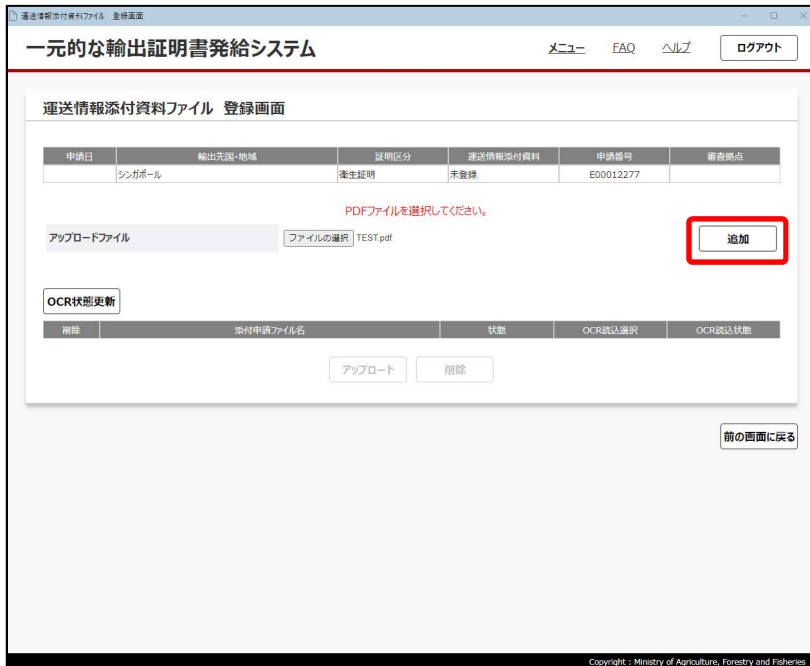 運送情報添付資料ファイル 登録画面
一元的な輸出証明書発給システム
メニュー FAQ ヘルプ ログアウト
運送情報添付資料ファイル 登録画面
申請日 輸出先国・地域 証明区分 運送情報添付資料 申請番号 審査拠点
シンガポール 衛生証明 未登録 E00012277
PDFファイルを選択してください。
アップロードファイル ファイルの選択 TEST.pdf 追加
OCR状態更新
削除 添付申請ファイル名 状態 OCR読込選択 OCR読込状態
アップロード 削除
前の画面に戻る
Copyright : Ministry of Agriculture, Forestry and Fisheries